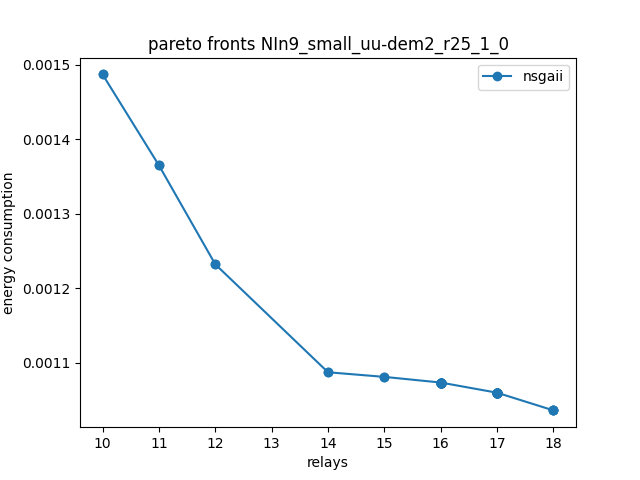 pareto fronts NIn9_small_uu-dem2_r25_1_0
nsgaii
0.0015
0.0014
0.0013
0.0012
0.0011
energy consumption
10 11 12 13 14 15 16 17 18
relays